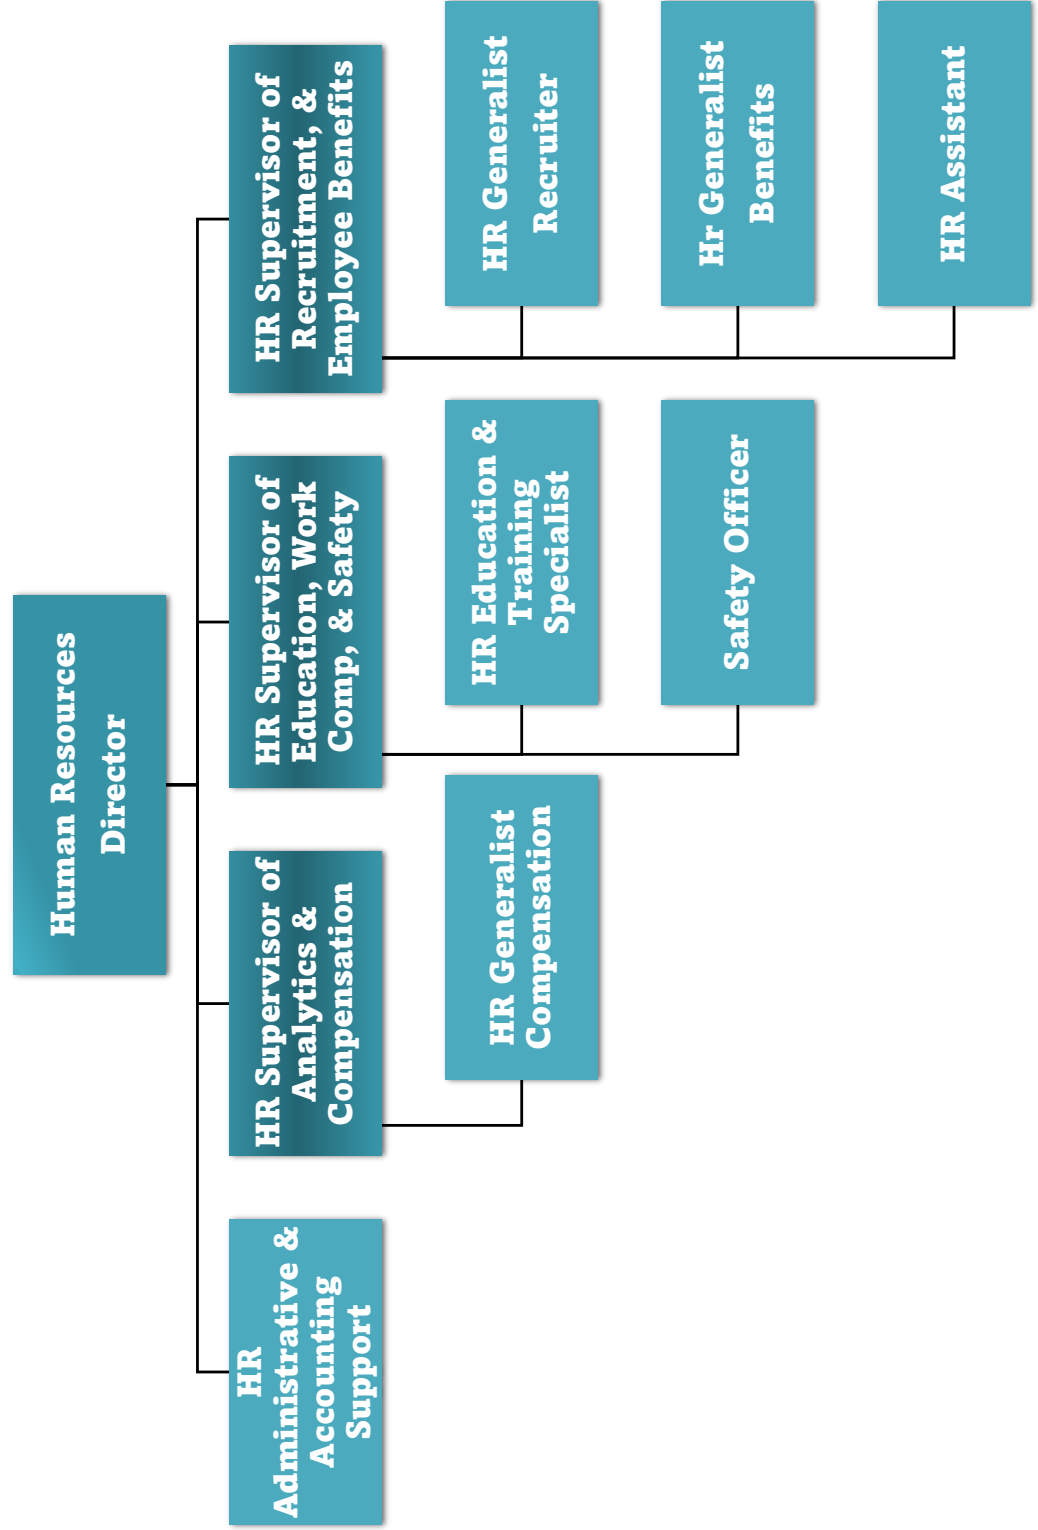 Human Resources
Director
HR
Administrative &
Accounting
Support
HR Supervisor of
Analytics &
Compensation
HR Generalist
Compensation
HR Supervisor of
Education, Work
Comp, & Safety
HR Education &
Training
Specialist
Safety Officer
HR Supervisor of
Recruitment, &
Employee Benefits
HR Generalist
Recruiter
Hr Generalist
Benefits
HR Assistant